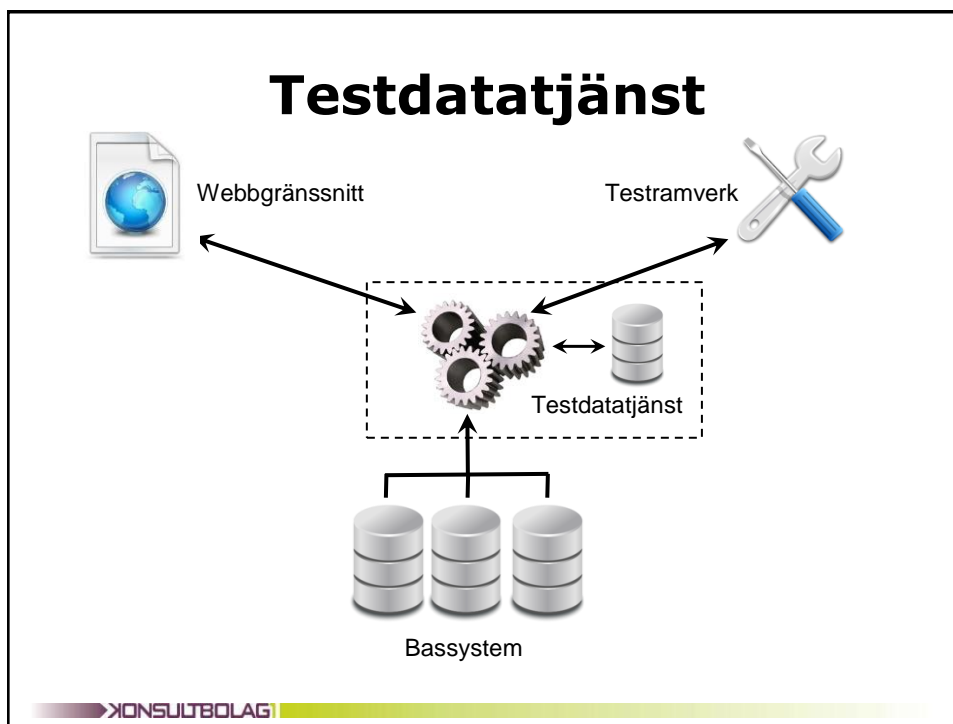 Testdatatjänst
Webbgränssnitt
Testramverk
Testdatatjänst
Bassystem
KONSULTBOLAG1